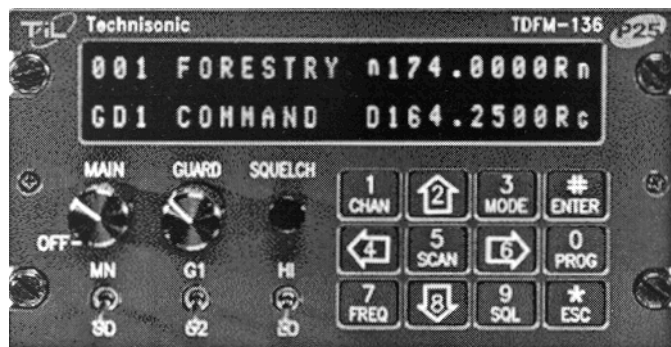 TiL Technisonic TDFM-136 P25
001 FORESTRY n174.0000Rn
GD1 COMMAND D164.2500Rc
MAIN GUARD SQUELCH
OFF
MN G1 HI
G2
1 CHAN
2
3 MODE
# ENTER
4
5 SCAN
6
0 PROG
7 FREQ
8
9 SQL
* ESC